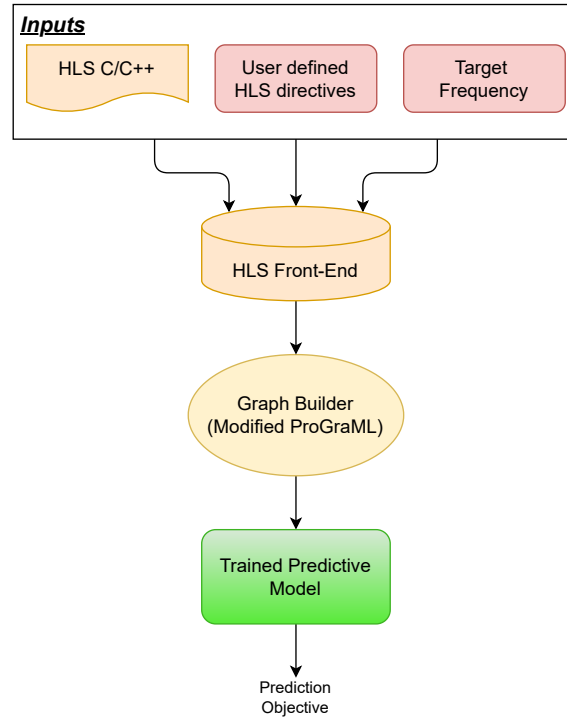 Inputs
HLS C/C++
User defined
HLS directives
Target
Frequency
HLS Front-End
Graph Builder
(Modified ProGraML)
Trained Predictive
Model
Prediction
Objective